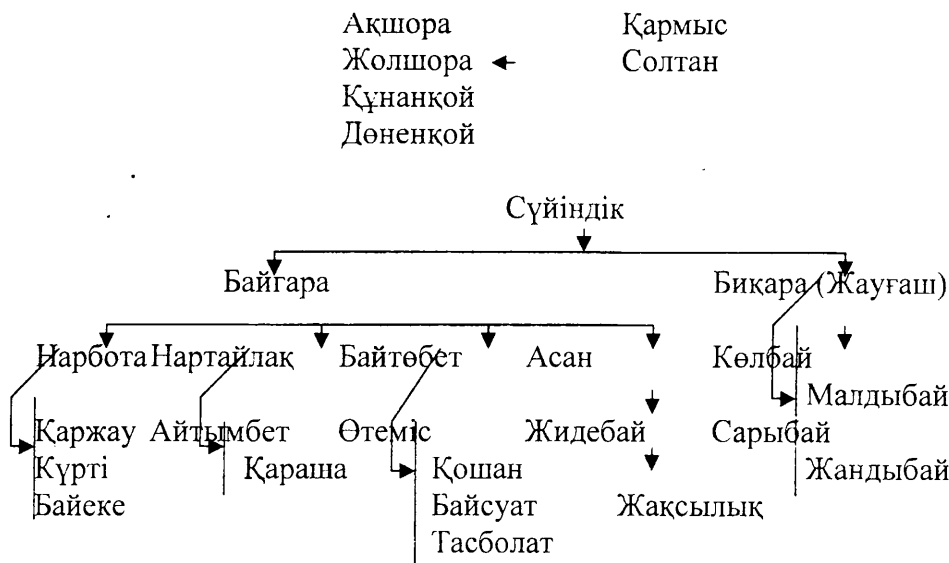 Ақшора Қармыс
Жолшора Солтан
Құнанқой
Дөненқой
Сүйіндік
Байгара Биқара (Жауғаш)
Нарбота Нартайлақ Байтөбет Асан Көлбай
Малдыбай
Қаржау Айтымбет Өтеміс Жидебай Сарыбай
Күрті Қараша Қошан Жандыбай
Байеке Байсуат Жақсылық
Тасболат